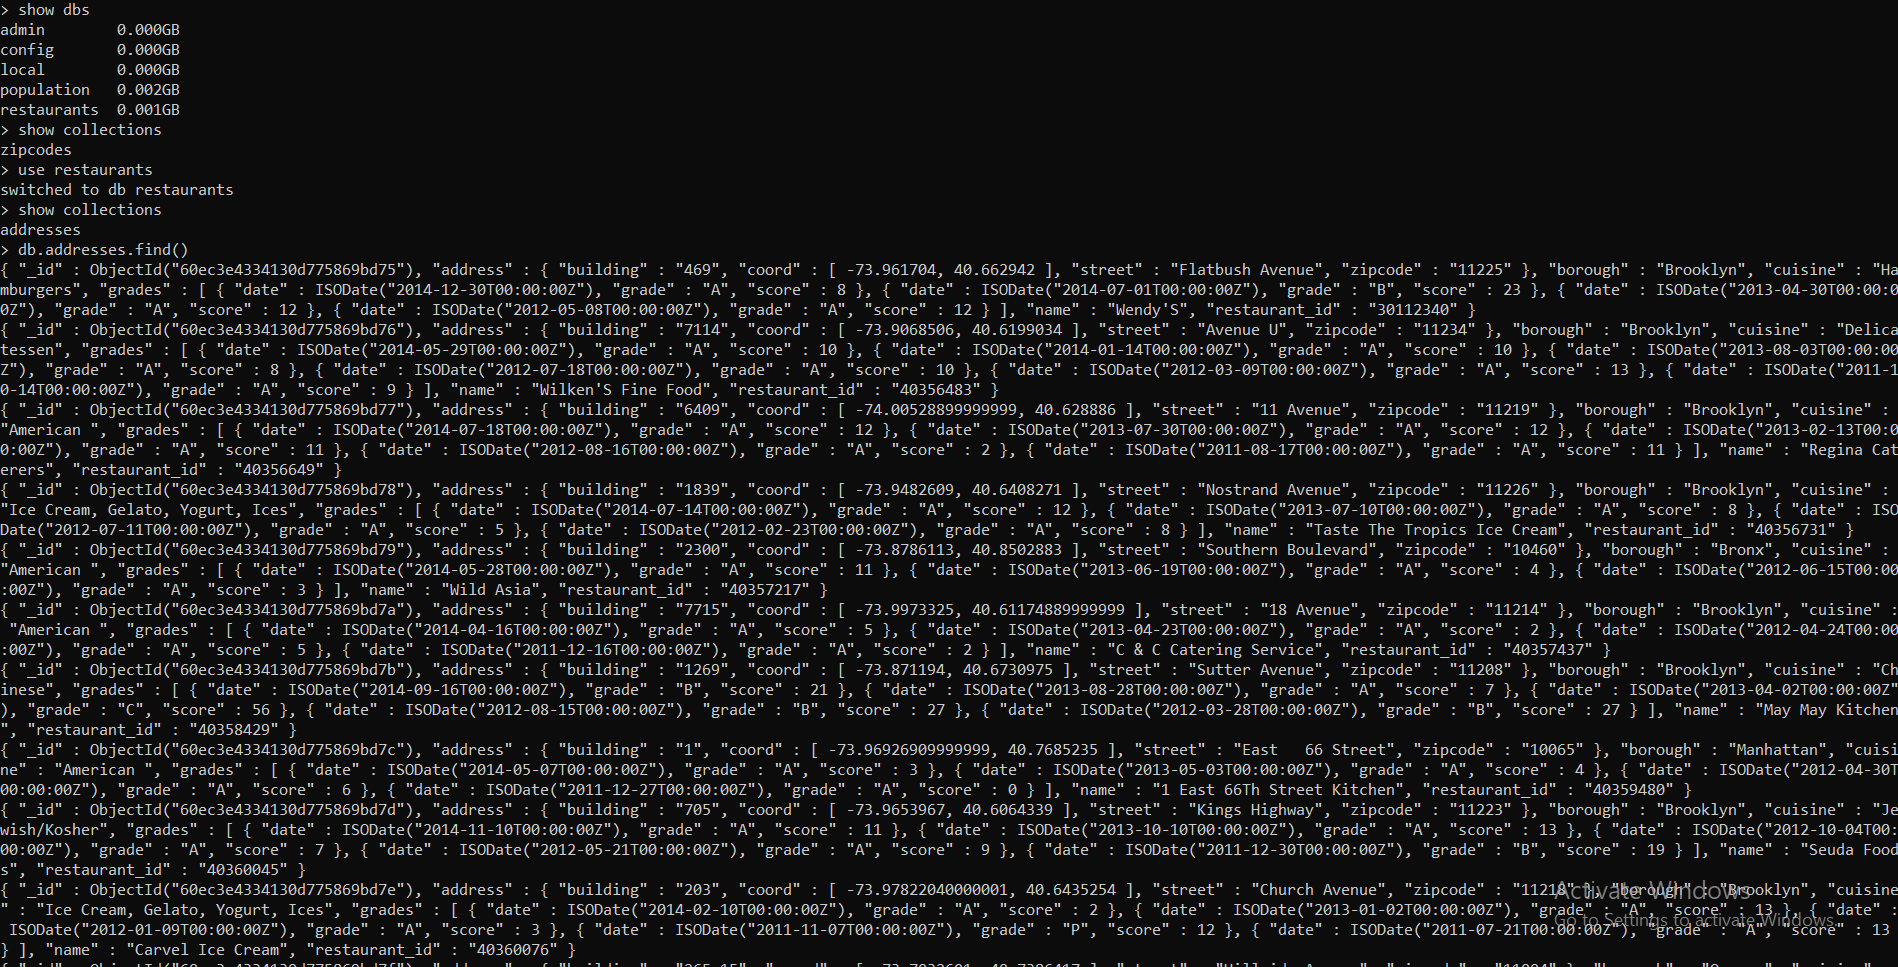 > show dbs
admin        0.000GB
config       0.000GB
local        0.000GB
population   0.002GB
restaurants  0.001GB
> show collections
zipcodes
> use restaurants
switched to db restaurants
> show collections
addresses
> db.addresses.find()
{ "_id" : ObjectId("60ec3e4334130d775869bd75"), "address" : { "building" : "469", "coord" : [ -73.961704, 40.662942 ], "street" : "Flatbush Avenue", "zipcode" : "11225" }, "borough" : "Brooklyn", "cuisine" : "Ha
mburgers", "grades" : [ { "date" : ISODate("2014-12-30T00:00:00Z"), "grade" : "A", "score" : 8 }, { "date" : ISODate("2014-07-01T00:00:00Z"), "grade" : "B", "score" : 23 }, { "date" : ISODate("2013-04-30T00:00:0
0Z"), "grade" : "A", "score" : 12 }, { "date" : ISODate("2012-05-08T00:00:00Z"), "grade" : "A", "score" : 12 } ], "name" : "Wendy'S", "restaurant_id" : "30112340" }
{ "_id" : ObjectId("60ec3e4334130d775869bd76"), "address" : { "building" : "7114", "coord" : [ -73.9068506, 40.6199034 ], "street" : "Avenue U", "zipcode" : "11234" }, "borough" : "Brooklyn", "cuisine" : "Delica
tessen", "grades" : [ { "date" : ISODate("2014-05-29T00:00:00Z"), "grade" : "A", "score" : 10 }, { "date" : ISODate("2014-01-14T00:00:00Z"), "grade" : "A", "score" : 10 }, { "date" : ISODate("2013-08-03T00:00:00
Z"), "grade" : "A", "score" : 8 }, { "date" : ISODate("2012-07-18T00:00:00Z"), "grade" : "A", "score" : 10 }, { "date" : ISODate("2012-03-09T00:00:00Z"), "grade" : "A", "score" : 13 }, { "date" : ISODate("2011-1
0-14T00:00:00Z"), "grade" : "A", "score" : 9 } ], "name" : "Wilken'S Fine Food", "restaurant_id" : "40356483" }
{ "_id" : ObjectId("60ec3e4334130d775869bd77"), "address" : { "building" : "6409", "coord" : [ -74.00528899999999, 40.628886 ], "street" : "11 Avenue", "zipcode" : "11219" }, "borough" : "Brooklyn", "cuisine" :
"American ", "grades" : [ { "date" : ISODate("2014-07-18T00:00:00Z"), "grade" : "A", "score" : 12 }, { "date" : ISODate("2013-07-30T00:00:00Z"), "grade" : "A", "score" : 12 }, { "date" : ISODate("2013-02-13T00:0
0:00Z"), "grade" : "A", "score" : 11 }, { "date" : ISODate("2012-08-16T00:00:00Z"), "grade" : "A", "score" : 2 }, { "date" : ISODate("2011-08-17T00:00:00Z"), "grade" : "A", "score" : 11 } ], "name" : "Regina Cat
erers", "restaurant_id" : "40356649" }
{ "_id" : ObjectId("60ec3e4334130d775869bd78"), "address" : { "building" : "1839", "coord" : [ -73.9482609, 40.6408271 ], "street" : "Nostrand Avenue", "zipcode" : "11226" }, "borough" : "Brooklyn", "cuisine" :
"Ice Cream, Gelato, Yogurt, Ices", "grades" : [ { "date" : ISODate("2014-07-14T00:00:00Z"), "grade" : "A", "score" : 12 }, { "date" : ISODate("2013-07-10T00:00:00Z"), "grade" : "A", "score" : 8 }, { "date" : ISO
Date("2012-07-11T00:00:00Z"), "grade" : "A", "score" : 5 }, { "date" : ISODate("2012-02-23T00:00:00Z"), "grade" : "A", "score" : 8 } ], "name" : "Taste The Tropics Ice Cream", "restaurant_id" : "40356731" }
{ "_id" : ObjectId("60ec3e4334130d775869bd79"), "address" : { "building" : "2300", "coord" : [ -73.8786113, 40.8502883 ], "street" : "Southern Boulevard", "zipcode" : "10460" }, "borough" : "Bronx", "cuisine" :
"American ", "grades" : [ { "date" : ISODate("2014-05-28T00:00:00Z"), "grade" : "A", "score" : 11 }, { "date" : ISODate("2013-06-19T00:00:00Z"), "grade" : "A", "score" : 4 }, { "date" : ISODate("2012-06-15T00:00
:00Z"), "grade" : "A", "score" : 3 } ], "name" : "Wild Asia", "restaurant_id" : "40357217" }
{ "_id" : ObjectId("60ec3e4334130d775869bd7a"), "address" : { "building" : "7715", "coord" : [ -73.9973325, 40.61174889999999 ], "street" : "18 Avenue", "zipcode" : "11214" }, "borough" : "Brooklyn", "cuisine" :
 "American ", "grades" : [ { "date" : ISODate("2014-04-16T00:00:00Z"), "grade" : "A", "score" : 5 }, { "date" : ISODate("2013-04-23T00:00:00Z"), "grade" : "A", "score" : 2 }, { "date" : ISODate("2012-04-24T00:00
:00Z"), "grade" : "A", "score" : 5 }, { "date" : ISODate("2011-12-16T00:00:00Z"), "grade" : "A", "score" : 2 } ], "name" : "C & C Catering Service", "restaurant_id" : "40357437" }
{ "_id" : ObjectId("60ec3e4334130d775869bd7b"), "address" : { "building" : "1269", "coord" : [ -73.871194, 40.6730975 ], "street" : "Sutter Avenue", "zipcode" : "11208" }, "borough" : "Brooklyn", "cuisine" : "Ch
inese", "grades" : [ { "date" : ISODate("2014-09-16T00:00:00Z"), "grade" : "B", "score" : 21 }, { "date" : ISODate("2013-08-28T00:00:00Z"), "grade" : "A", "score" : 7 }, { "date" : ISODate("2013-04-02T00:00:00Z"
), "grade" : "C", "score" : 56 }, { "date" : ISODate("2012-08-15T00:00:00Z"), "grade" : "B", "score" : 27 }, { "date" : ISODate("2012-03-28T00:00:00Z"), "grade" : "B", "score" : 27 } ], "name" : "May May Kitchen
", "restaurant_id" : "40358429" }
{ "_id" : ObjectId("60ec3e4334130d775869bd7c"), "address" : { "building" : "1", "coord" : [ -73.96926909999999, 40.7685235 ], "street" : "East   66 Street", "zipcode" : "10065" }, "borough" : "Manhattan", "cuisi
ne" : "American ", "grades" : [ { "date" : ISODate("2014-05-07T00:00:00Z"), "grade" : "A", "score" : 3 }, { "date" : ISODate("2013-05-03T00:00:00Z"), "grade" : "A", "score" : 4 }, { "date" : ISODate("2012-04-30T
00:00:00Z"), "grade" : "A", "score" : 6 }, { "date" : ISODate("2011-12-27T00:00:00Z"), "grade" : "A", "score" : 0 } ], "name" : "1 East 66Th Street Kitchen", "restaurant_id" : "40359480" }
{ "_id" : ObjectId("60ec3e4334130d775869bd7d"), "address" : { "building" : "705", "coord" : [ -73.9653967, 40.6064339 ], "street" : "Kings Highway", "zipcode" : "11223" }, "borough" : "Brooklyn", "cuisine" : "Je
wish/Kosher", "grades" : [ { "date" : ISODate("2014-11-10T00:00:00Z"), "grade" : "A", "score" : 11 }, { "date" : ISODate("2013-10-10T00:00:00Z"), "grade" : "A", "score" : 13 }, { "date" : ISODate("2012-10-04T00:
00:00Z"), "grade" : "A", "score" : 7 }, { "date" : ISODate("2012-05-21T00:00:00Z"), "grade" : "A", "score" : 9 }, { "date" : ISODate("2011-12-30T00:00:00Z"), "grade" : "B", "score" : 19 } ], "name" : "Seuda Food
s", "restaurant_id" : "40360045" }
{ "_id" : ObjectId("60ec3e4334130d775869bd7e"), "address" : { "building" : "203", "coord" : [ -73.97822040000001, 40.6435254 ], "street" : "Church Avenue", "zipcode" : "11218" }, "borough" : "Brooklyn", "cuisine
" : "Ice Cream, Gelato, Yogurt, Ices", "grades" : [ { "date" : ISODate("2014-02-10T00:00:00Z"), "grade" : "A", "score" : 2 }, { "date" : ISODate("2013-01-02T00:00:00Z"), "grade" : "A", "score" : 13 }, { "date" :
 ISODate("2012-01-09T00:00:00Z"), "grade" : "A", "score" : 3 }, { "date" : ISODate("2011-11-07T00:00:00Z"), "grade" : "P", "score" : 12 }, { "date" : ISODate("2011-07-21T00:00:00Z"), "grade" : "A", "score" : 13
} ], "name" : "Carvel Ice Cream", "restaurant_id" : "40360076" }
Activate Windows
Go to Settings to activate Windows.